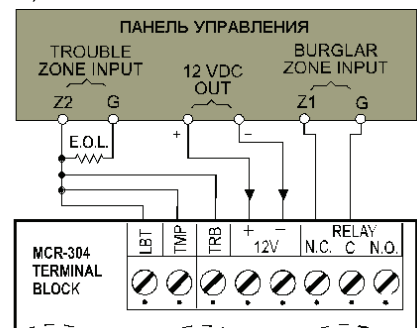 ПАНЕЛЬ УПРАВЛЕНИЯ
TROUBLE
ZONE INPUT
12 VDC
OUT
BURGLAR
ZONE INPUT
Z2 G
Z1 G
E.O.L.
+ −
MCR-304
TERMINAL
BLOCK
LBT
TMP
TRB
+ −
12V
RELAY
N.C. C N.O.